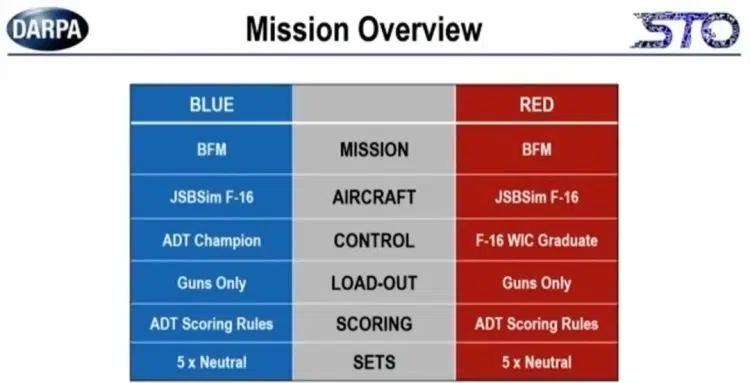 DARPA
Mission Overview
STO
BLUE RED
BFM MISSION BFM
JSBSim F-16 AIRCRAFT JSBSim F-16
ADT Champion CONTROL F-16 WIC Graduate
Guns Only LOAD-OUT Guns Only
ADT Scoring Rules SCORING ADT Scoring Rules
5 x Neutral SETS 5 x Neutral